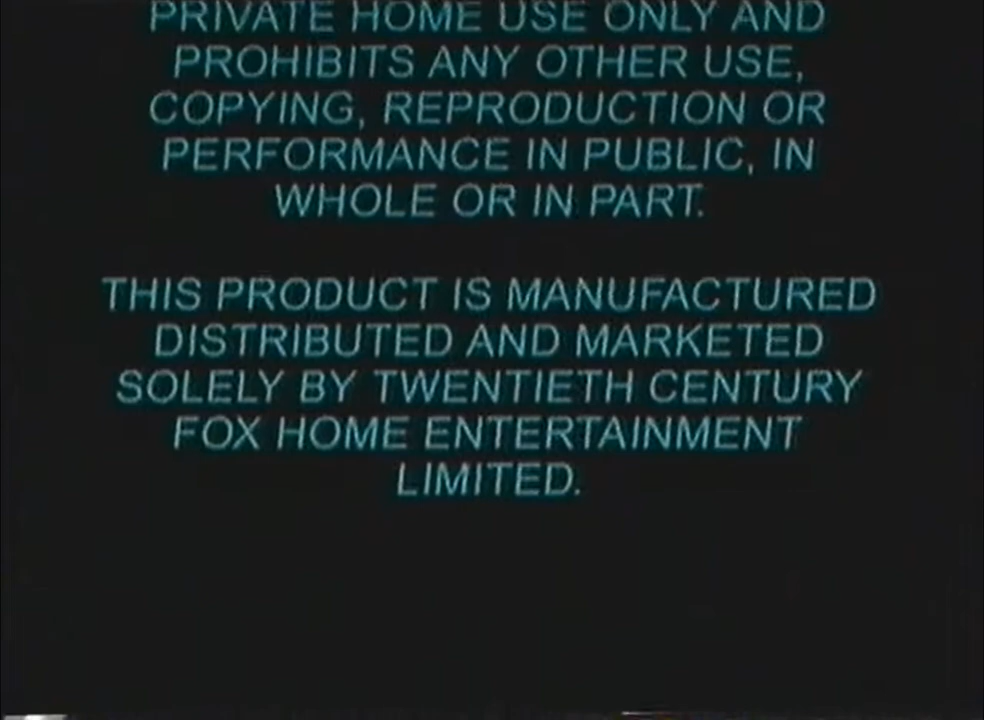 PRIVATE HOME USE ONLY AND
PROHIBITS ANY OTHER USE,
COPYING, REPRODUCTION OR
PERFORMANCE IN PUBLIC, IN
WHOLE OR IN PART.
THIS PRODUCT IS MANUFACTURED
DISTRIBUTED AND MARKETED
SOLELY BY TWENTIETH CENTURY
FOX HOME ENTERTAINMENT
LIMITED.